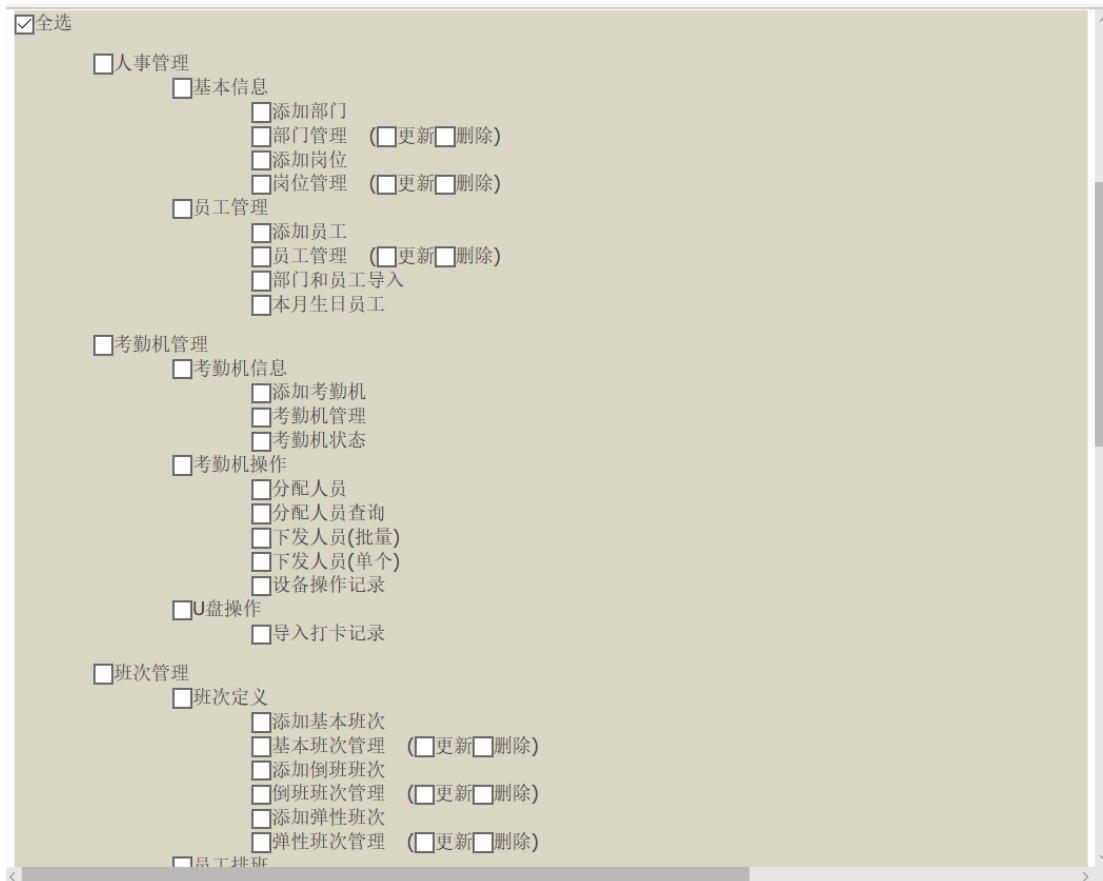 全选
人事管理
基本信息
添加部门
部门管理 (更新删除)
添加岗位
岗位管理 (更新删除)
员工管理
添加员工
员工管理 (更新删除)
部门和员工导入
本月生日员工
考勤机管理
考勤机信息
添加考勤机
考勤机管理
考勤机状态
考勤机操作
分配人员
分配人员查询
下发人员(批量)
下发人员(单个)
设备操作记录
U盘操作
导入打卡记录
班次管理
班次定义
添加基本班次
基本班次管理 (更新删除)
添加倒班班次
倒班班次管理 (更新删除)
添加弹性班次
弹性班次管理 (更新删除)
员工排班